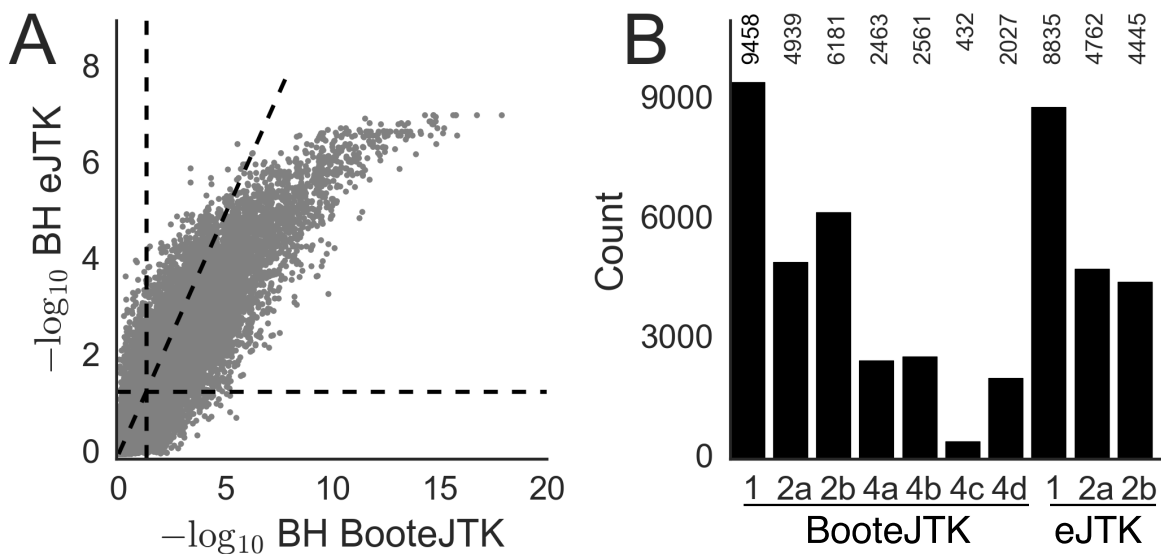 A
−log10 BH eJTK
8
6
4
2
0
0 5 10 15 20
−log10 BH BooteJTK
B
9458 4939 6181 2463 2561 432 2027 8835 4762 4445
Count
9000
6000
3000
0
1 2a 2b 4a 4b 4c 4d 1 2a 2b
BooteJTK eJTK